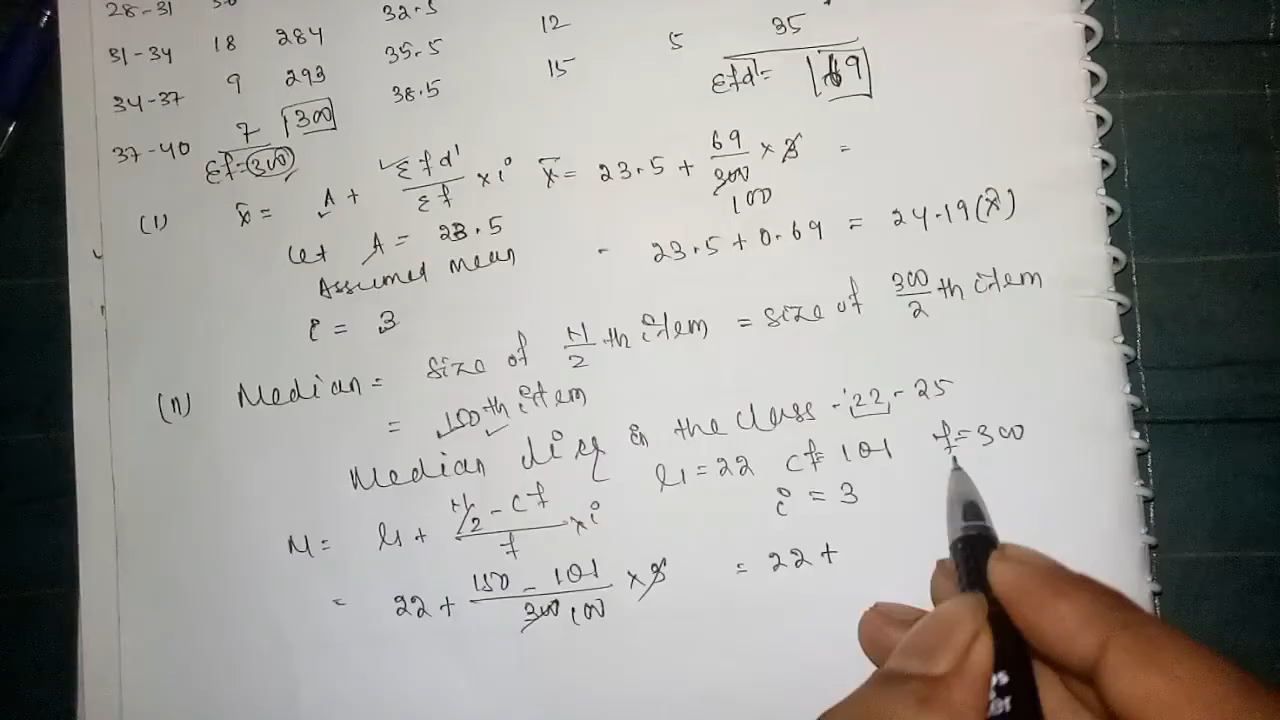 28-31 32.5 12
31-34 18 284 35.5 15 5 35
34-37 9 293 38.5 Σfd'= 69
37-40 7 300
Σf=300
(I) x̄ = A + Σfd'/Σf × i x̄ = 23.5 + 69/300 × 3 =
100
Let A = 23.5 - 23.5 + 0.69 = 24.19 (x̄)
Assumed mean
i = 3
(II) Median = size of N/2 th item = size of 300/2 th item
= 150th item
Median lies in the class - 22 - 25
l1 = 22 cf = 101 f = 300
M = l1 + N/2 - cf/f × i i = 3
= 22 + 150 - 101/300 100 × 3 = 22 +